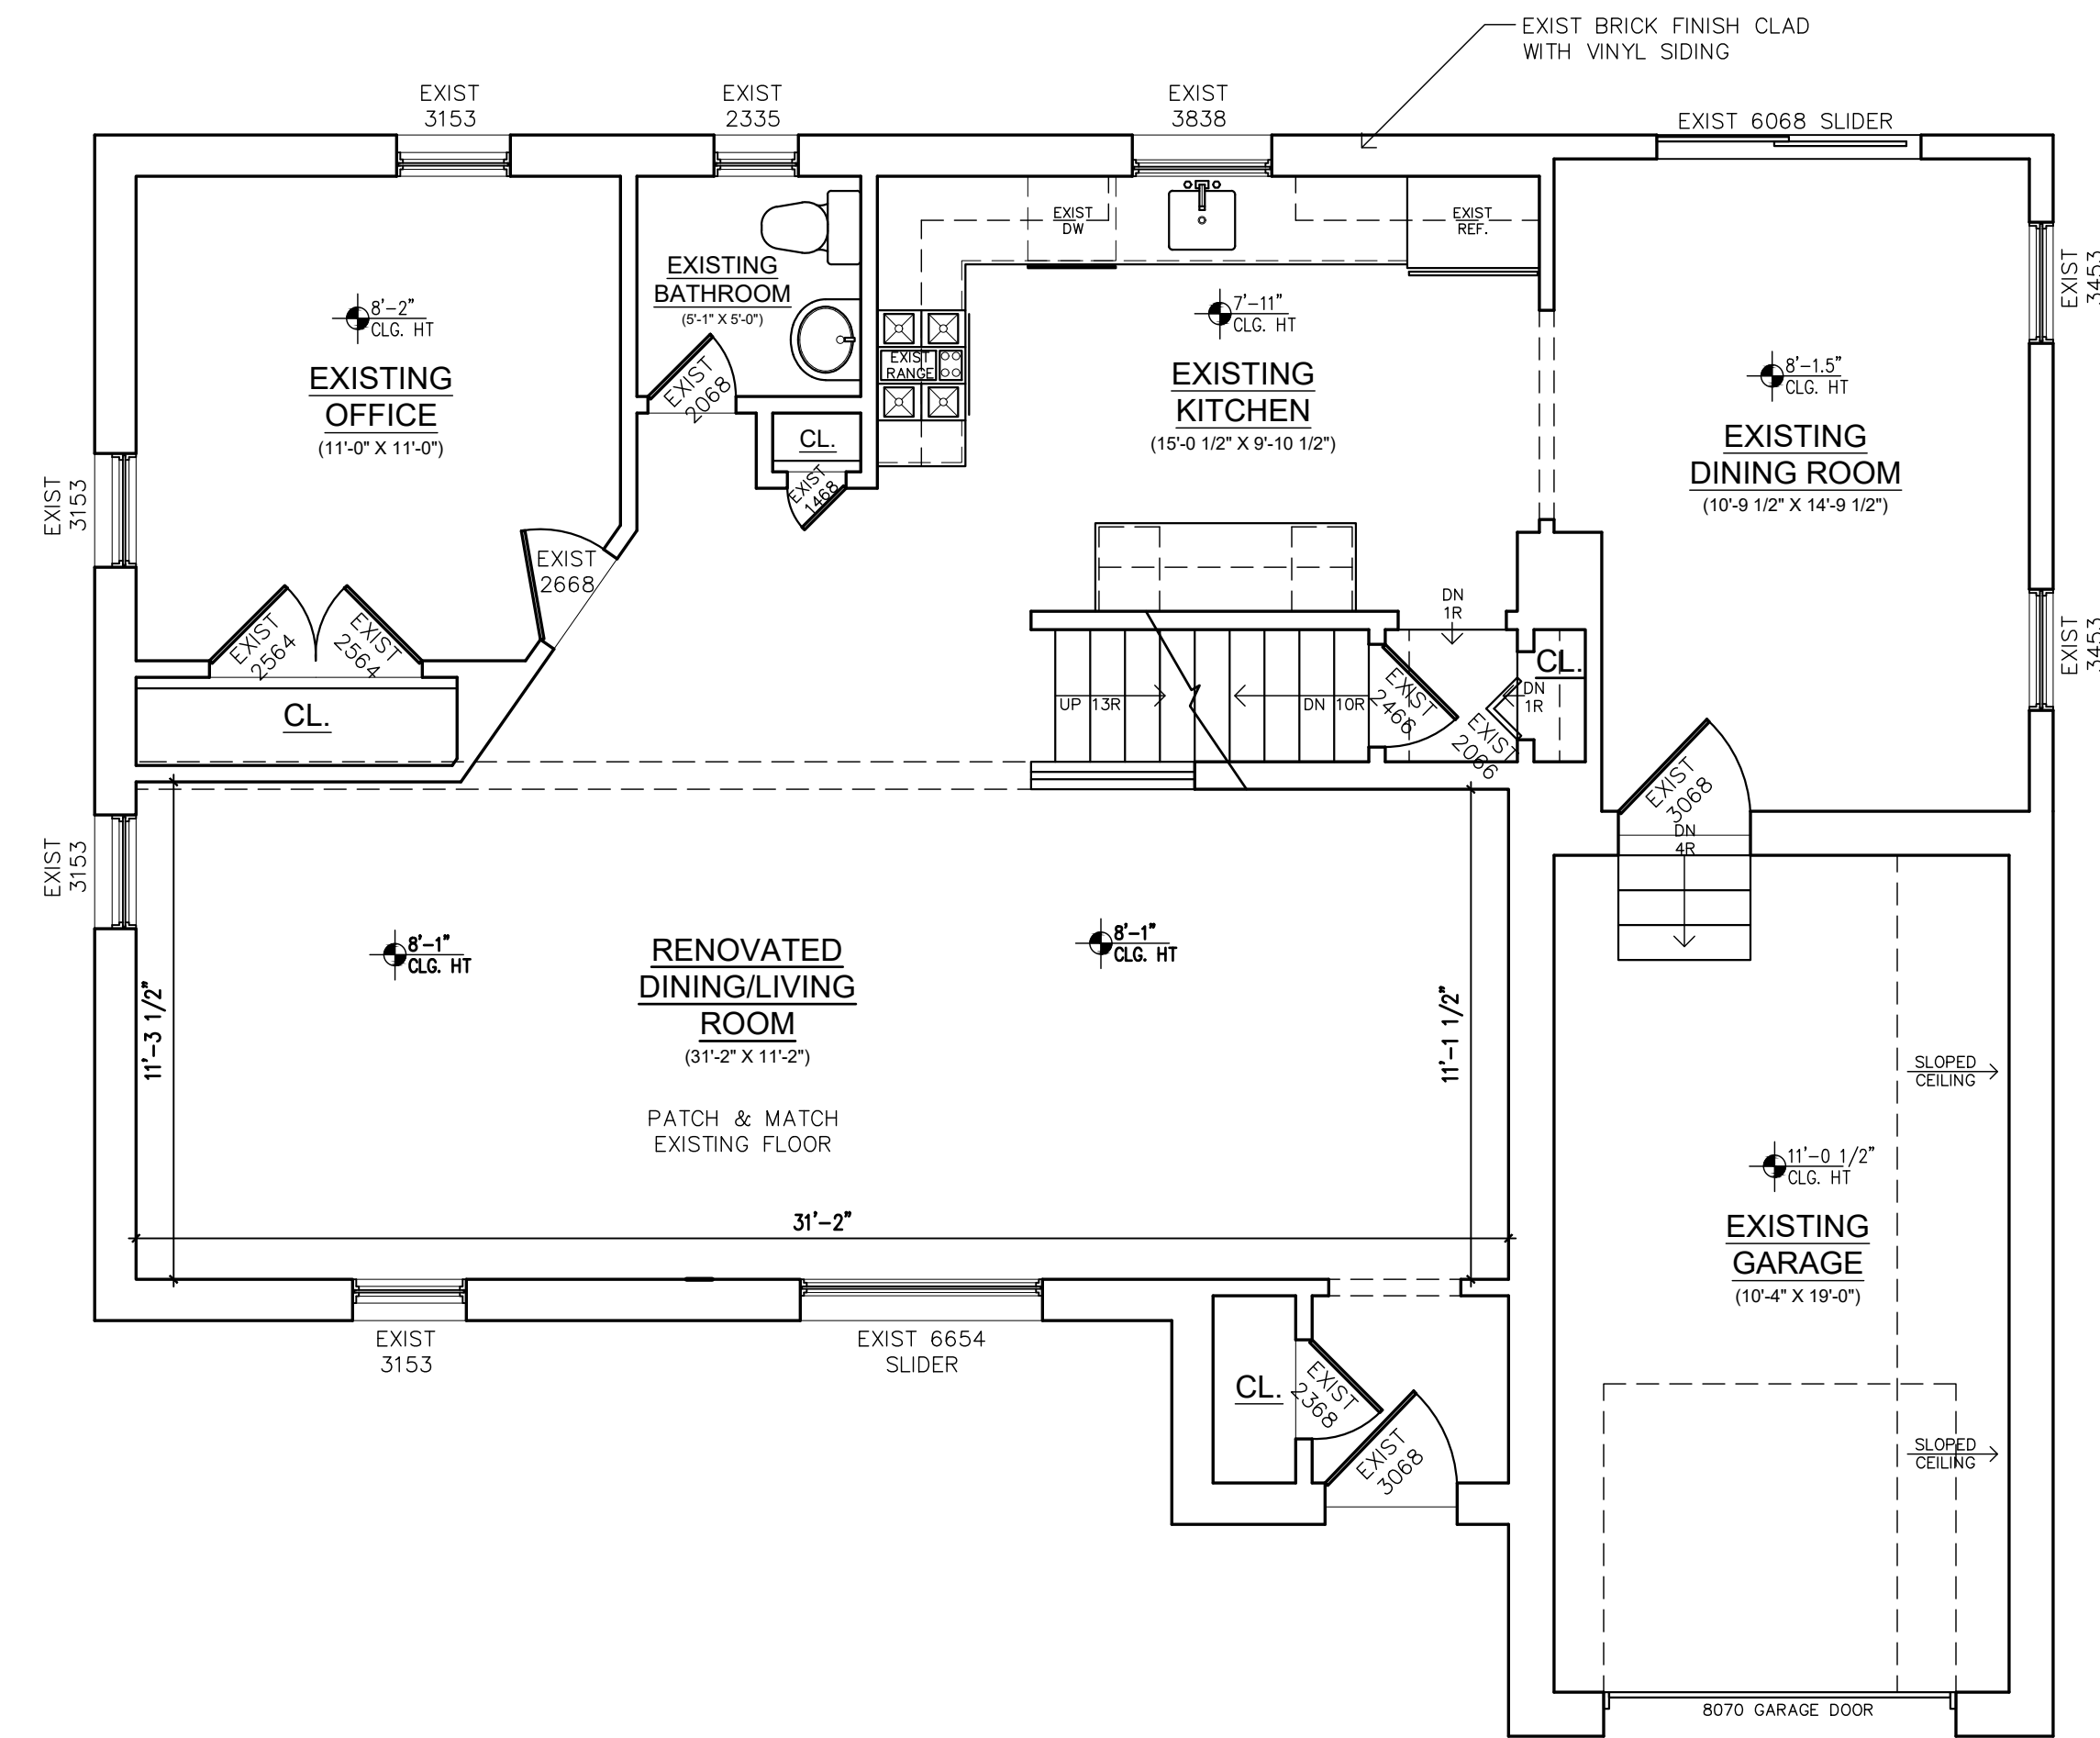 EXIST BRICK FINISH CLAD
WITH VINYL SIDING
EXIST
3153
EXIST
2335
EXIST
3838
EXIST 6068 SLIDER
EXIST
DW
EXIST
REF.
EXISTING
BATHROOM
(5'-1" X 5'-0")
EXIST
3453
8'-2"
CLG. HT
EXISTING
OFFICE
(11'-0" X 11'-0")
7'-11"
CLG. HT
EXISTING
KITCHEN
(15'-0 1/2" X 9'-10 1/2")
8'-1.5"
CLG. HT
EXISTING
DINING ROOM
(10'-9 1/2" X 14'-9 1/2")
EXIST
RANGE
EXIST
2068
CL.
EXIST
1468
EXIST
3153
EXIST
2668
EXIST
2564
EXIST
2564
CL.
DN
1R
EXIST
3453
CL.
UP 13R
DN 10R
EXIST
2466
DN
1R
EXIST
2066
EXIST
3068
DN
4R
EXIST
3153
8'-1"
CLG. HT
RENOVATED
DINING/LIVING
ROOM
(31'-2" X 11'-2")
8'-1"
CLG. HT
11'-3 1/2"
11'-1 1/2"
PATCH & MATCH
EXISTING FLOOR
31'-2"
SLOPED
CEILING
11'-0 1/2"
CLG. HT
EXISTING
GARAGE
(10'-4" X 19'-0")
EXIST
3153
EXIST 6654
SLIDER
CL.
EXIST
2368
EXIST
3068
SLOPED
CEILING
8070 GARAGE DOOR